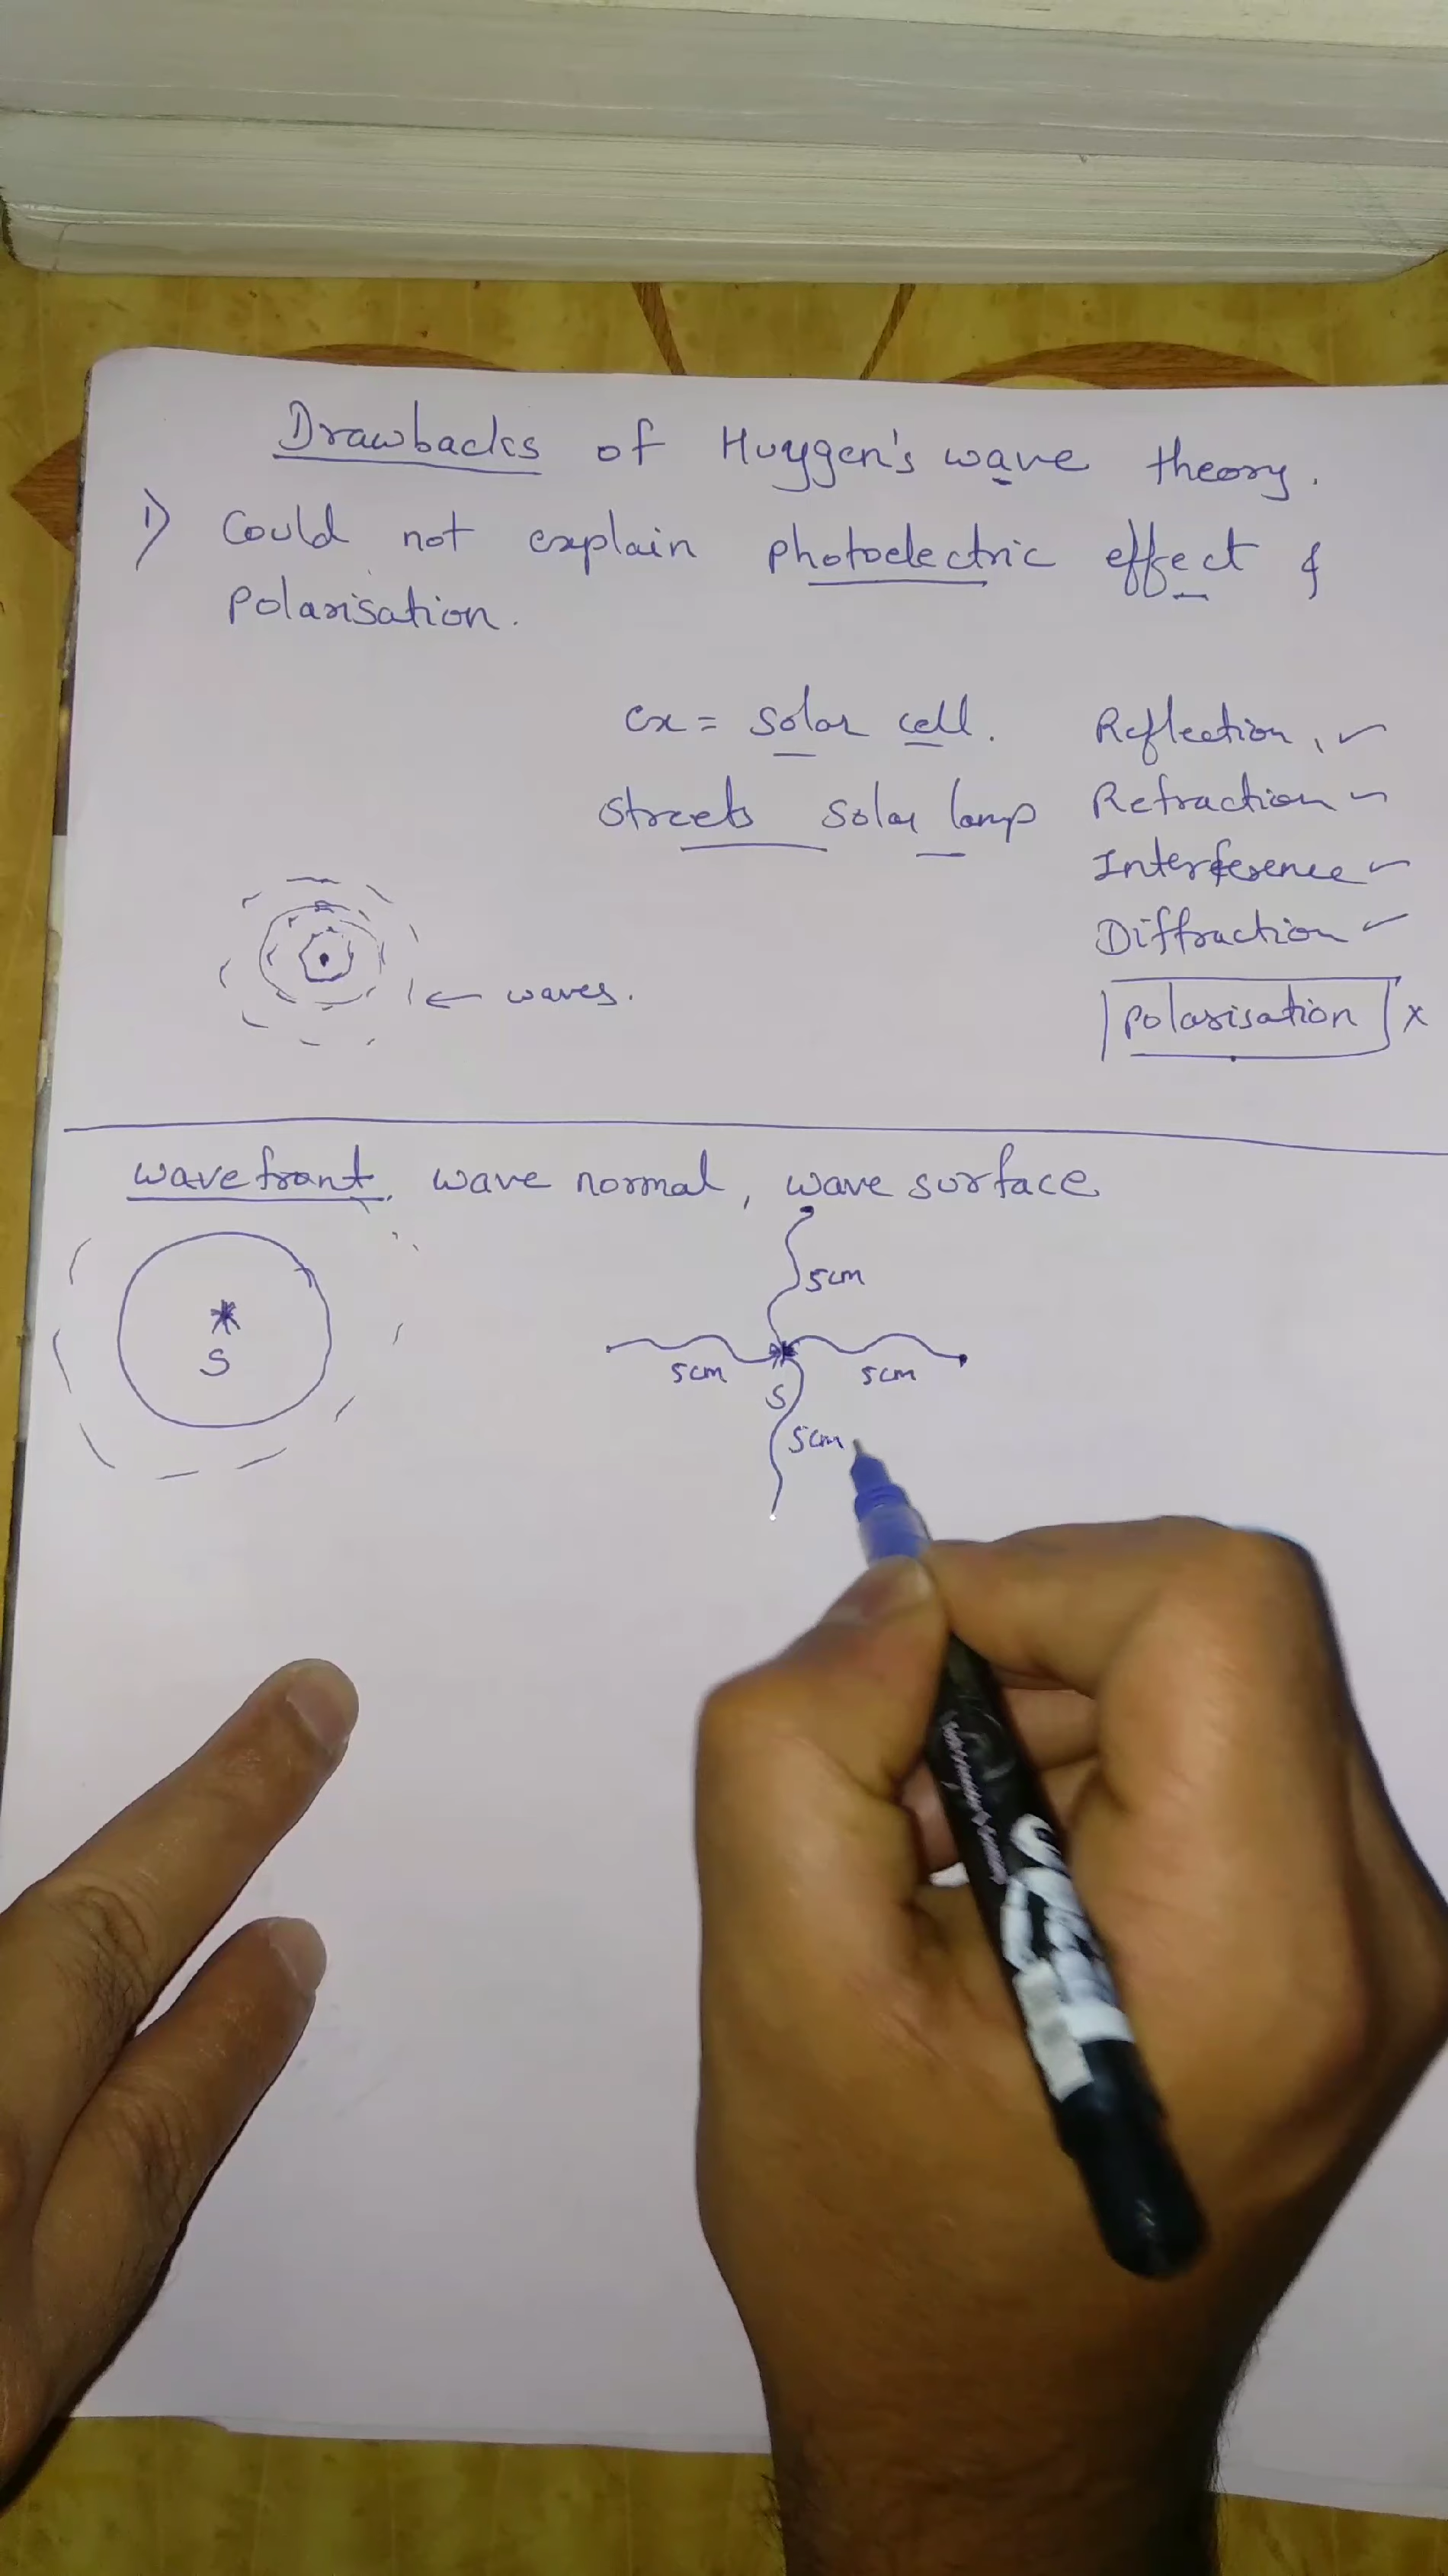 Drawbacks of Huygen's wave theory.
1) Could not explain photoelectric effect &
Polarisation.
ex = solar cell.
streets solar lamp
Reflection, ✓
Refraction ✓
Interference ✓
Diffraction ✓
polarisation x
← waves.
wavefront, wave normal, wave surface
S
5cm
5cm
5cm
S
5cm